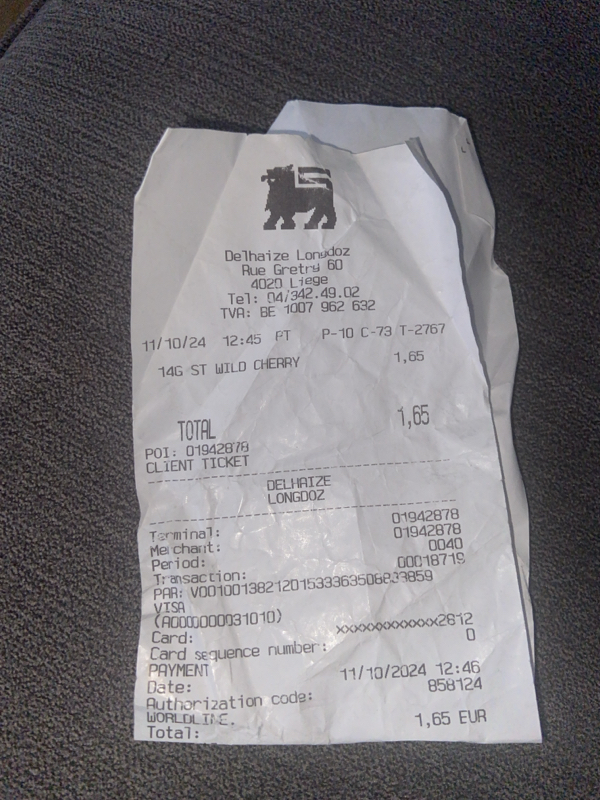 Delhaize Longdoz
Rue Gretry 60
4020 Liege
Tel: 04/342.49.02
TVA: BE 1007 962 632
11/10/24 12:45 PT P-10 C-73 T-2767
14G ST WILD CHERRY 1,65
TOTAL 1,65
POI: 01942878
CLIENT TICKET
DELHAIZE
LONGDOZ
Terminal: 01942878
Merchant: 01942878
Period: 0040
Transaction: 00018719
PAR:
VISA
(A0000000031010)
Card: xxxxxxxxxxxx2812
Card sequence number: 0
PAYMENT
Date: 11/10/2024 12:46
Authorization code: 858124
WORLDLINE.
Total: 1,65 EUR